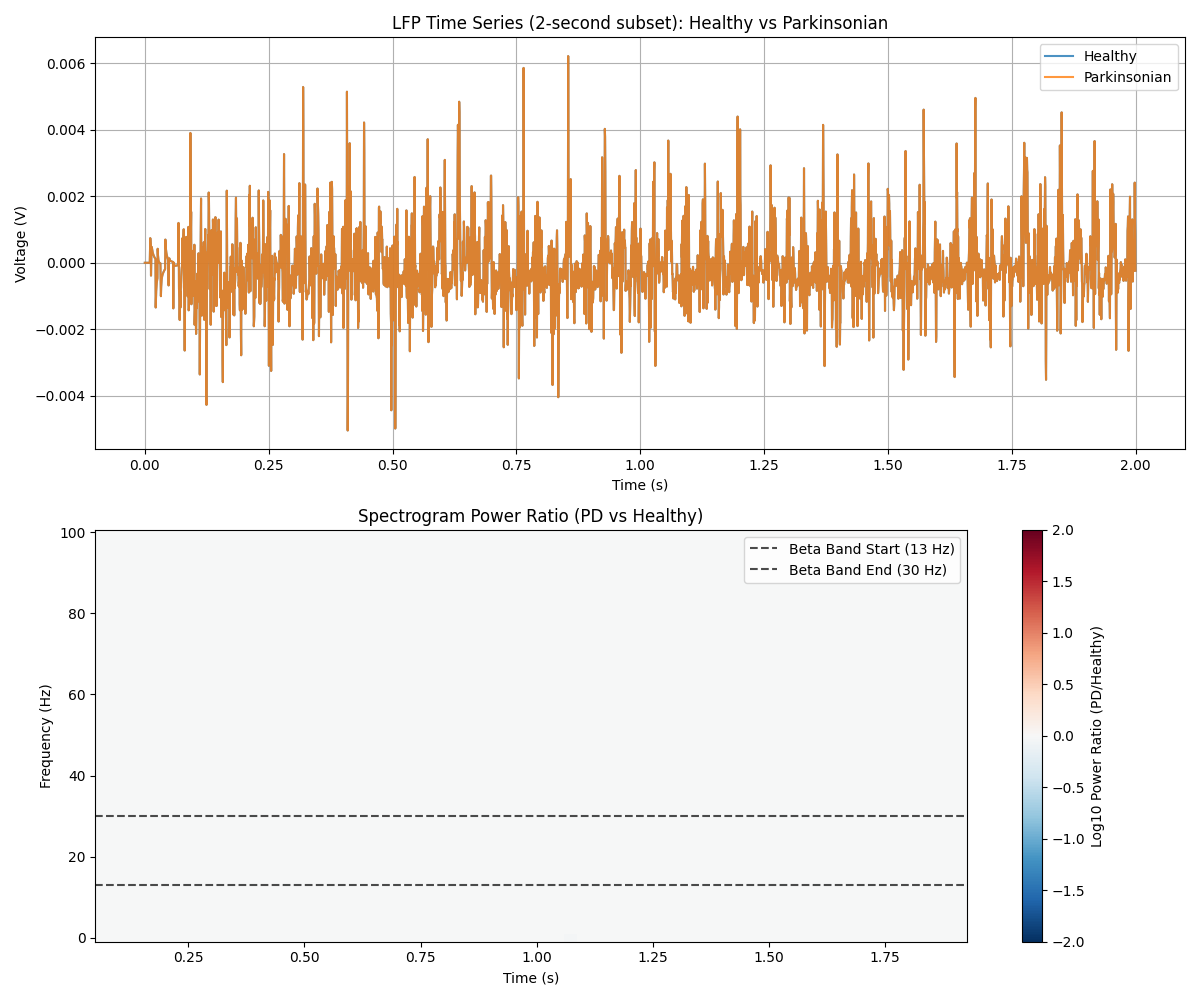 LFP Time Series (2-second subset): Healthy vs Parkinsonian
Healthy
Parkinsonian
Voltage (V)
0.006
0.004
0.002
0.000
−0.002
−0.004
0.00 0.25 0.50 0.75 1.00 1.25 1.50 1.75 2.00
Time (s)
Spectrogram Power Ratio (PD vs Healthy)
Beta Band Start (13 Hz)
Beta Band End (30 Hz)
Frequency (Hz)
100
80
60
40
20
0
0.25 0.50 0.75 1.00 1.25 1.50 1.75
Time (s)
2.0
1.5
1.0
0.5
0.0
−0.5
−1.0
−1.5
−2.0
Log10 Power Ratio (PD/Healthy)